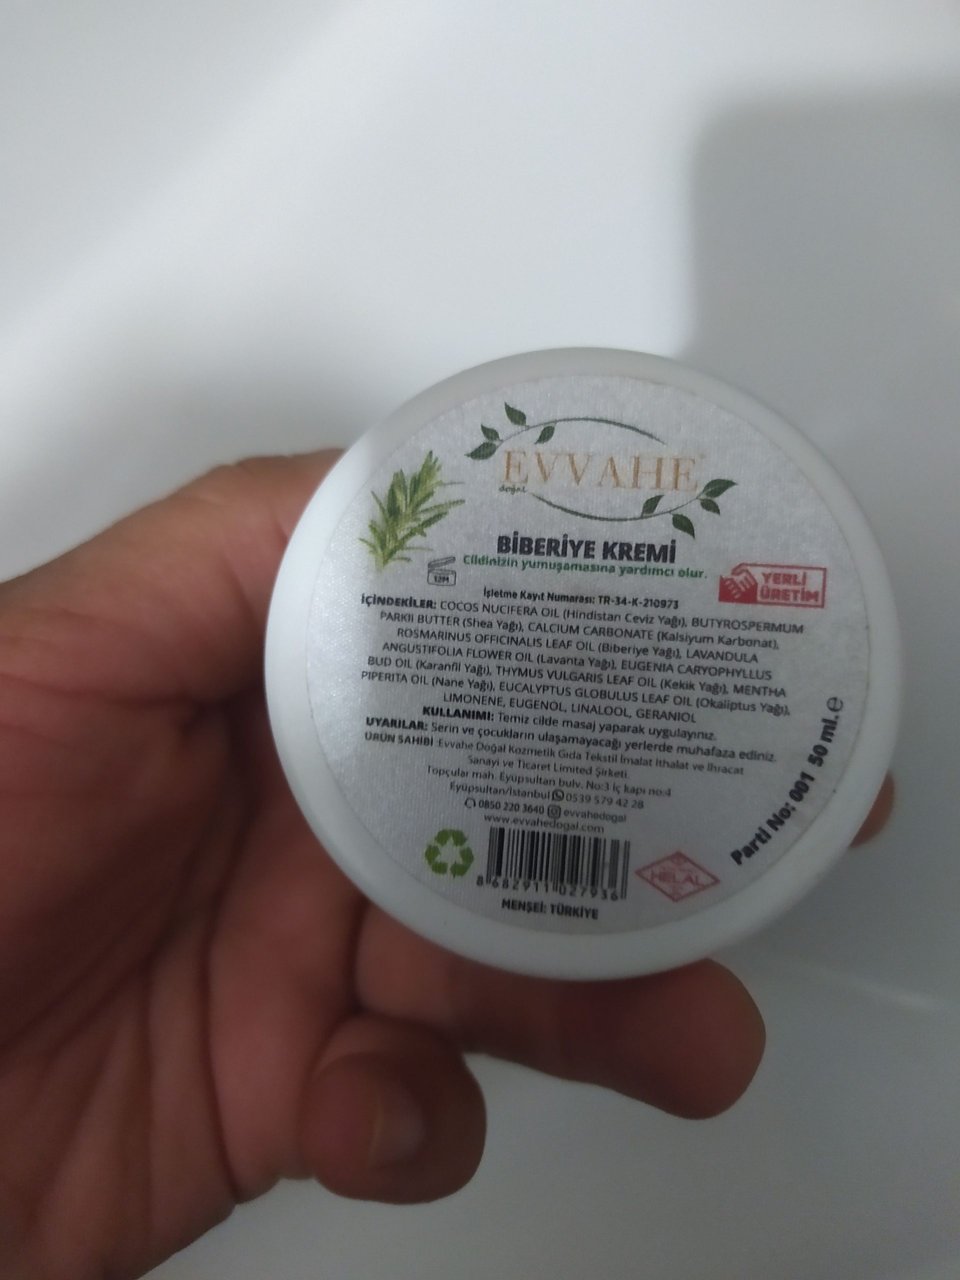 EVVAHE
doğal
BİBERİYE KREMİ
Cildinizin yumuşamasına yardımcı olur.
12M
İşletme Kayıt Numarası: TR-34-K-210973
YERLİ
ÜRETİM
İÇİNDEKİLER: COCOS NUCIFERA OIL (Hindistan Ceviz Yağı), BUTYROSPERMUM
PARKII BUTTER (Shea Yağı), CALCIUM CARBONATE (Kalsiyum Karbonat),
ROSMARINUS OFFICINALIS LEAF OIL (Biberiye Yağı), LAVANDULA
ANGUSTIFOLIA FLOWER OIL (Lavanta Yağı), EUGENIA CARYOPHYLLUS
BUD OIL (Karanfil Yağı), THYMUS VULGARIS LEAF OIL (Kekik Yağı), MENTHA
PIPERITA OIL (Nane Yağı), EUCALYPTUS GLOBULUS LEAF OIL (Okaliptus Yağı),
LIMONENE, EUGENOL, LINALOOL, GERANIOL
KULLANIMI: Temiz cilde masaj yaparak uygulayınız.
UYARILAR: Serin ve çocukların ulaşamayacağı yerlerde muhafaza ediniz.
ÜRÜN SAHİBİ :Evvahe Doğal Kozmetik Gıda Tekstil İmalat İthalat ve İhracat
Sanayi ve Ticaret Limited Şirketi.
Topçular mah. Eyüpsultan bulv. No:3 iç kapı no:4
Eyüpsultan/İstanbul 0539 579 42 28
0850 220 3640 evvahedogal
www.evvahedogal.com
8 682911 027936
HELAL
MENŞEİ: TÜRKİYE
Parti No: 001 50 ml. ℮